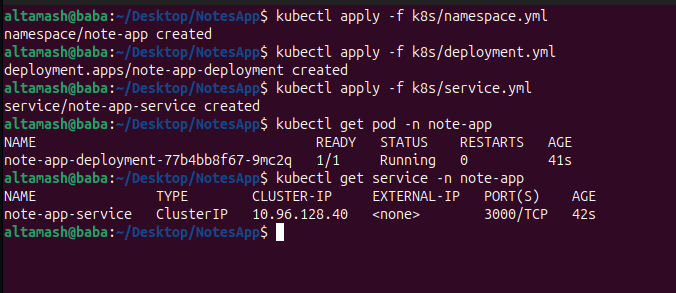 altamash@baba:~/Desktop/NotesApp$ kubectl apply -f k8s/namespace.yml
namespace/note-app created
altamash@baba:~/Desktop/NotesApp$ kubectl apply -f k8s/deployment.yml
deployment.apps/note-app-deployment created
altamash@baba:~/Desktop/NotesApp$ kubectl apply -f k8s/service.yml
service/note-app-service created
altamash@baba:~/Desktop/NotesApp$ kubectl get pod -n note-app
NAME                                   READY   STATUS    RESTARTS   AGE
note-app-deployment-77b4bb8f67-9mc2q   1/1     Running   0          41s
altamash@baba:~/Desktop/NotesApp$ kubectl get service -n note-app
NAME               TYPE        CLUSTER-IP     EXTERNAL-IP   PORT(S)    AGE
note-app-service   ClusterIP   10.96.128.40   <none>        3000/TCP   42s
altamash@baba:~/Desktop/NotesApp$